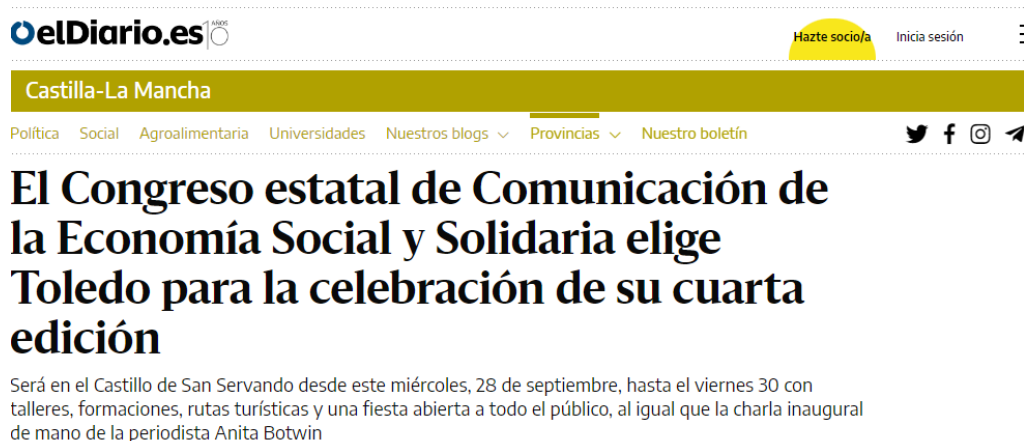 elDiario.es 10 AÑOS
Hazte socio/a Inicia sesión
Castilla-La Mancha
Política Social Agroalimentaria Universidades Nuestros blogs Provincias Nuestro boletín
El Congreso estatal de Comunicación de
la Economía Social y Solidaria elige
Toledo para la celebración de su cuarta
edición
Será en el Castillo de San Servando desde este miércoles, 28 de septiembre, hasta el viernes 30 con
talleres, formaciones, rutas turísticas y una fiesta abierta a todo el público, al igual que la charla inaugural
de mano de la periodista Anita Botwin